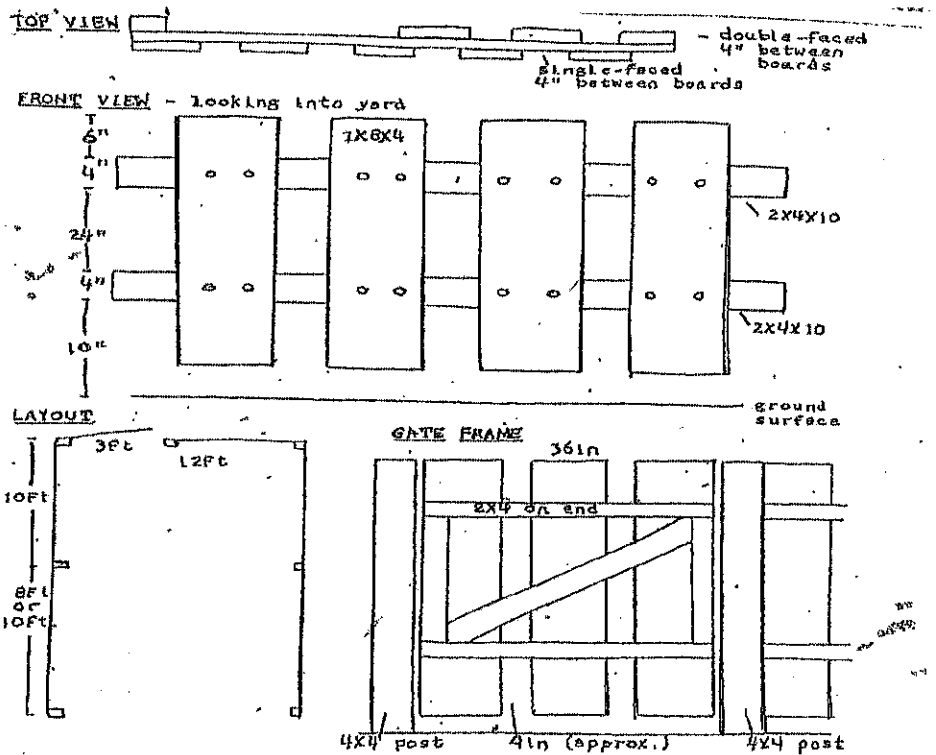 TOP VIEW
- double-faced
4" between
boards
single-faced
4" between boards
FRONT VIEW - looking into yard
6"
4"
24"
4"
10"
1X8X4
2X4X10
2X4X10
ground
surface
LAYOUT
3Ft
12Ft
10Ft
8Ft
or
10Ft
GATE FRAME
36in
2X4 on end
4X4 post
4in (approx.)
4X4 post